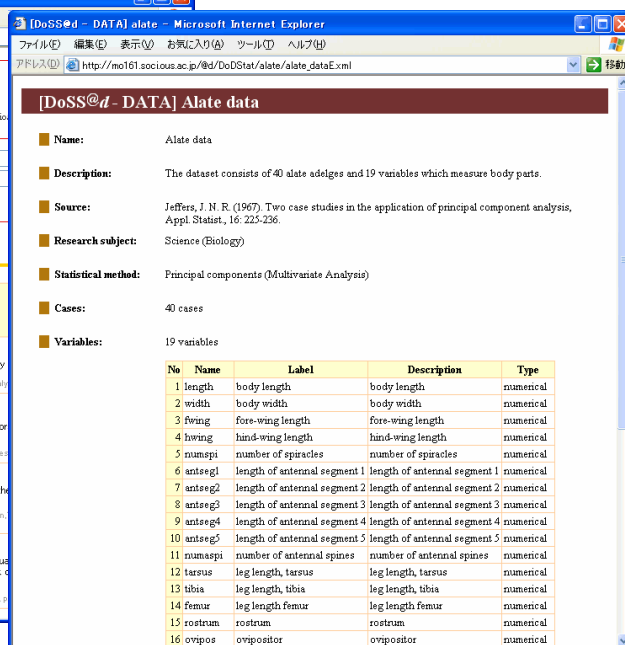 [DoSS@d - DATA] alate - Microsoft Internet Explorer
ファイル(F) 編集(E) 表示(V) お気に入り(A) ツール(T) ヘルプ(H)
アドレス(D) http://mo161.soci.ous.ac.jp/@d/DoDStat/alate/alate_dataE.xml 移動
[DoSS@d - DATA] Alate data
Name: Alate data
Description: The dataset consists of 40 alate adelges and 19 variables which measure body parts.
Source: Jeffers, J. N. R. (1967). Two case studies in the application of principal component analysis,
Appl. Statist., 16: 225-236.
Research subject: Science (Biology)
Statistical method: Principal components (Multivariate Analysis)
Cases: 40 cases
Variables: 19 variables
No Name Label Description Type
1 length body length body length numerical
2 width body width body width numerical
3 fwing fore-wing length fore-wing length numerical
4 hwing hind-wing length hind-wing length numerical
5 numspi number of spiracles number of spiracles numerical
6 antseg1 length of antennal segment 1 length of antennal segment 1 numerical
7 antseg2 length of antennal segment 2 length of antennal segment 2 numerical
8 antseg3 length of antennal segment 3 length of antennal segment 3 numerical
9 antseg4 length of antennal segment 4 length of antennal segment 4 numerical
10 antseg5 length of antennal segment 5 length of antennal segment 5 numerical
11 numaspi number of antennal spines number of antennal spines numerical
12 tarsus leg length, tarsus leg length, tarsus numerical
13 tibia leg length, tibia leg length, tibia numerical
14 femur leg length femur leg length femur numerical
15 rostrum rostrum rostrum numerical
16 ovipos ovipositor ovipositor numerical